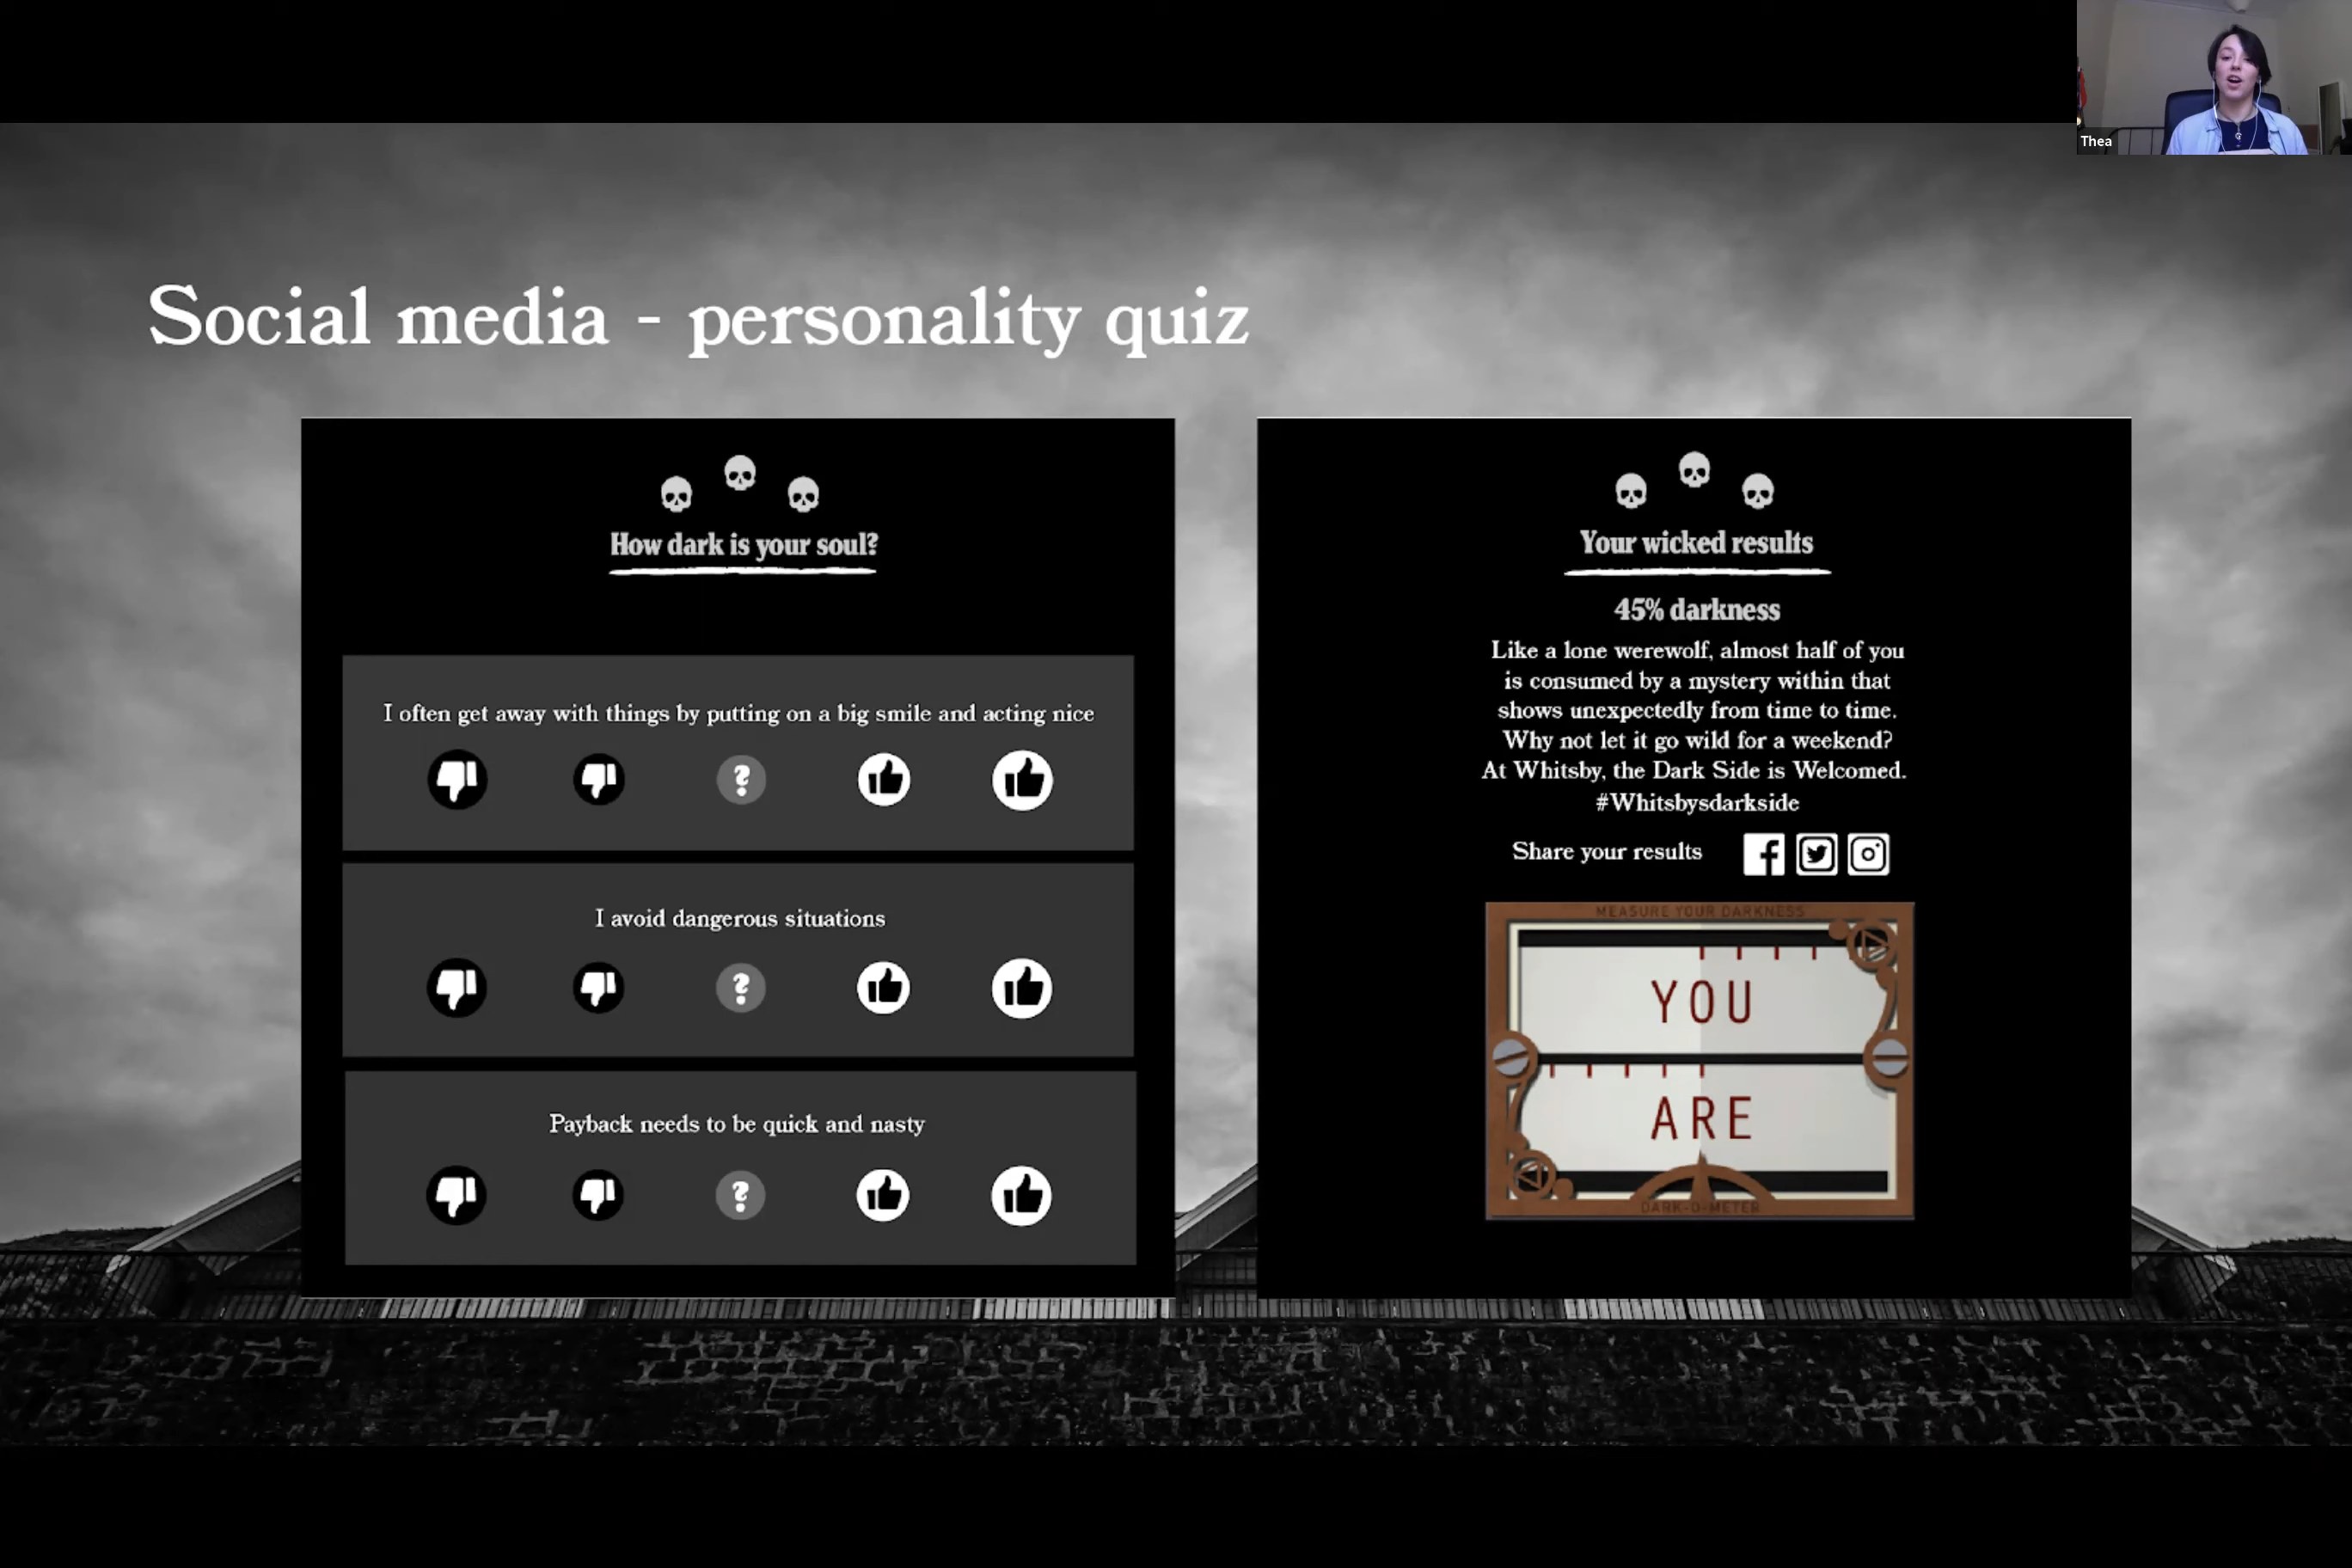 Thea
Social media - personality quiz
How dark is your soul?
I often get away with things by putting on a big smile and acting nice
?
I avoid dangerous situations
?
Payback needs to be quick and nasty
?
Your wicked results
45% darkness
Like a lone werewolf, almost half of you
is consumed by a mystery within that
shows unexpectedly from time to time.
Why not let it go wild for a weekend?
At Whitsby, the Dark Side is Welcomed.
#Whitsbysdarkside
Share your results
MEASURE YOUR DARKNESS
YOU
ARE
DARK-O-METER